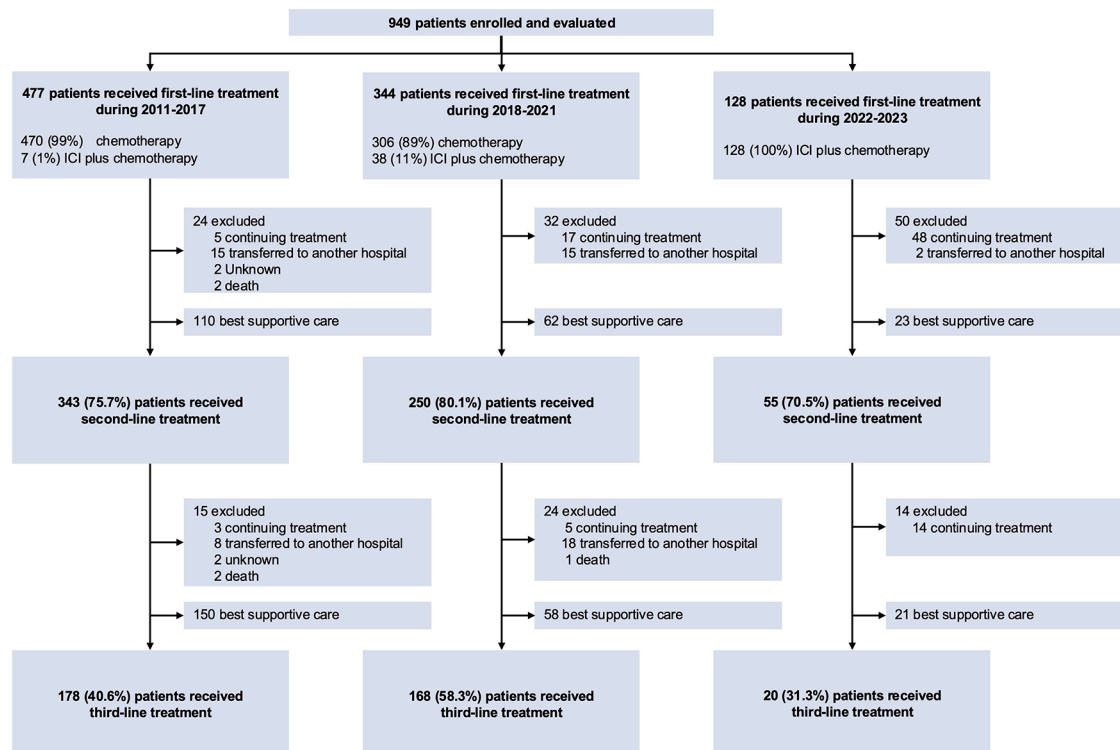 949 patients enrolled and evaluated
477 patients received first-line treatment
during 2011-2017
470 (99%) chemotherapy
7 (1%) ICI plus chemotherapy
344 patients received first-line treatment
during 2018-2021
306 (89%) chemotherapy
38 (11%) ICI plus chemotherapy
128 patients received first-line treatment
during 2022-2023
128 (100%) ICI plus chemotherapy
24 excluded
5 continuing treatment
15 transferred to another hospital
2 Unknown
2 death
32 excluded
17 continuing treatment
15 transferred to another hospital
50 excluded
48 continuing treatment
2 transferred to another hospital
110 best supportive care
62 best supportive care
23 best supportive care
343 (75.7%) patients received
second-line treatment
250 (80.1%) patients received
second-line treatment
55 (70.5%) patients received
second-line treatment
15 excluded
3 continuing treatment
8 transferred to another hospital
2 unknown
2 death
24 excluded
5 continuing treatment
18 transferred to another hospital
1 death
14 excluded
14 continuing treatment
150 best supportive care
58 best supportive care
21 best supportive care
178 (40.6%) patients received
third-line treatment
168 (58.3%) patients received
third-line treatment
20 (31.3%) patients received
third-line treatment